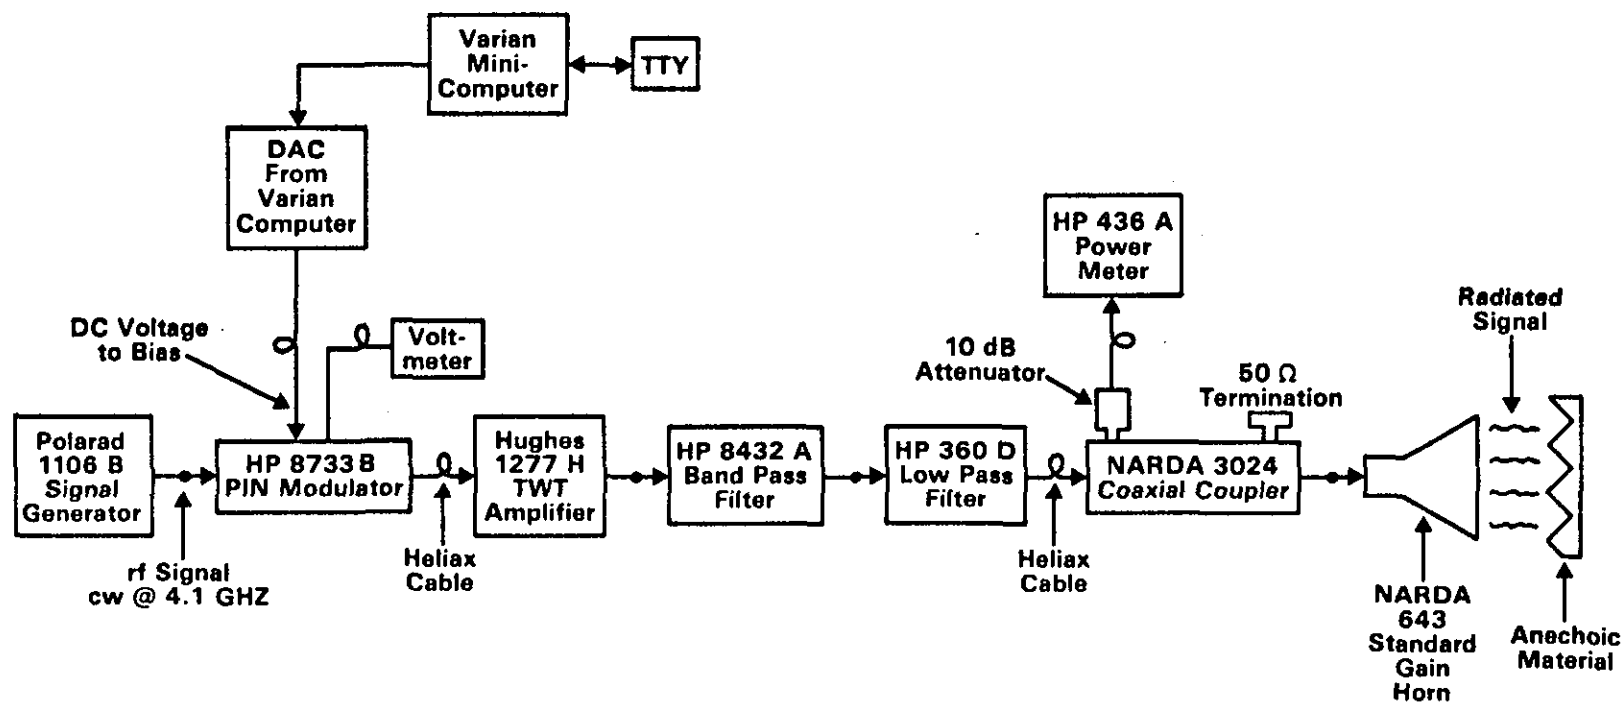 Varian
Mini-
Computer
TTY
DAC
From
Varian
Computer
HP 436 A
Power
Meter
Radiated
Signal
DC Voltage
to Bias
Volt-
meter
10 dB
Attenuator
50 Ω
Termination
Polarad
1106 B
Signal
Generator
HP 8733 B
PIN Modulator
Hughes
1277 H
TWT
Amplifier
HP 8432 A
Band Pass
Filter
HP 360 D
Low Pass
Filter
NARDA 3024
Coaxial Coupler
rf Signal
cw @ 4.1 GHZ
Heliax
Cable
Heliax
Cable
NARDA
643
Standard
Gain
Horn
Anechoic
Material